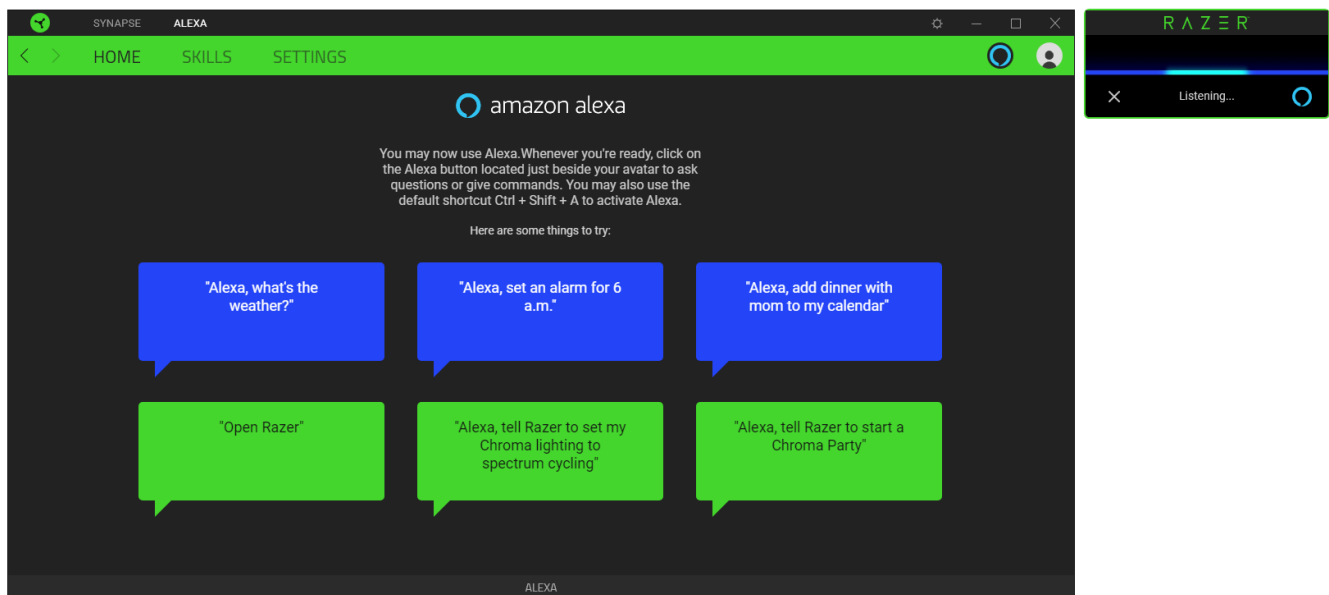 SYNAPSE ALEXA
HOME SKILLS SETTINGS
amazon alexa
You may now use Alexa.Whenever you're ready, click on
the Alexa button located just beside your avatar to ask
questions or give commands. You may also use the
default shortcut Ctrl + Shift + A to activate Alexa.
Here are some things to try:
"Alexa, what's the
weather?"
"Alexa, set an alarm for 6
a.m."
"Alexa, add dinner with
mom to my calendar"
"Open Razer"
"Alexa, tell Razer to set my
Chroma lighting to
spectrum cycling"
"Alexa, tell Razer to start a
Chroma Party"
ALEXA
RAZER
Listening...